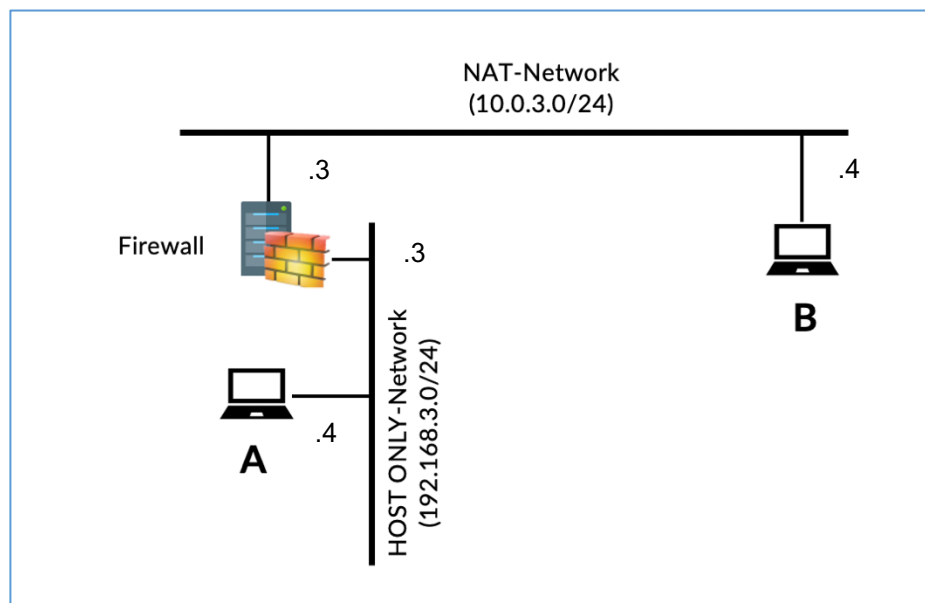 NAT-Network
(10.0.3.0/24)
.3
.4
Firewall
.3
B
HOST ONLY-Network
(192.168.3.0/24)
.4
A